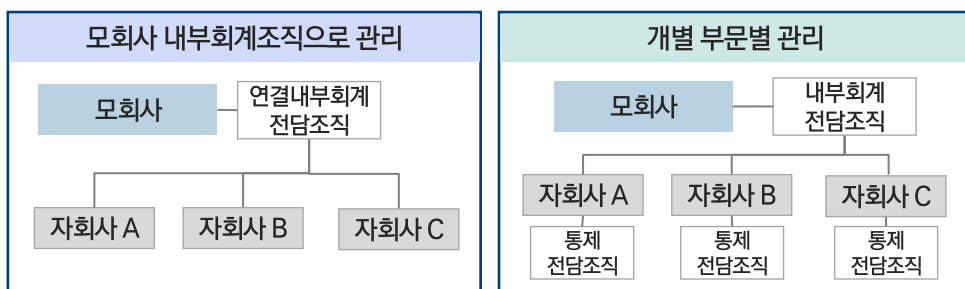 모회사 내부회계조직으로 관리
모회사
연결내부회계
전담조직
자회사 A
자회사 B
자회사 C
개별 부문별 관리
모회사
내부회계
전담조직
자회사 A
자회사 B
자회사 C
통제
전담조직
통제
전담조직
통제
전담조직